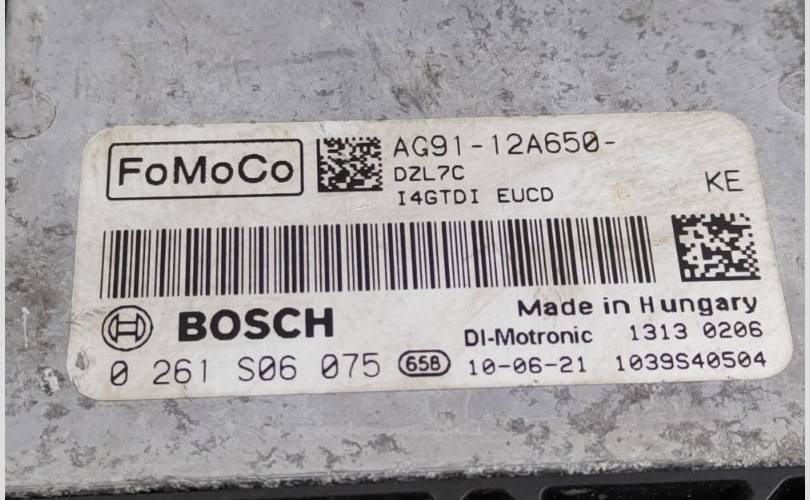 FoMoCo
AG91-12A650-
DZL7C
KE
I4GTDI EUCD
BOSCH
Made in Hungary
DI-Motronic 1313 0206
0 261 S06 075 65B 10-06-21 1039S40504